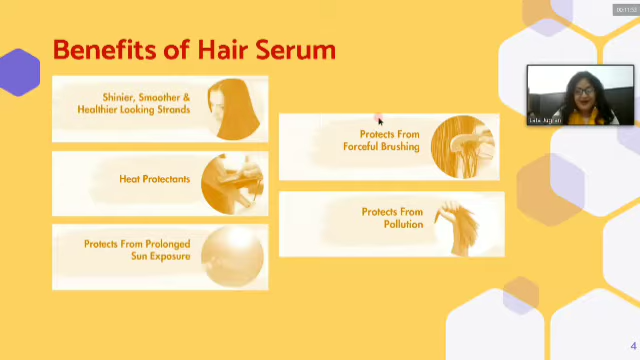 Benefits of Hair Serum
Shinier, Smoother &
Healthier Looking Strands
Heat Protectants
Protects From Prolonged
Sun Exposure
Protects From
Forceful Brushing
Protects From
Pollution
4